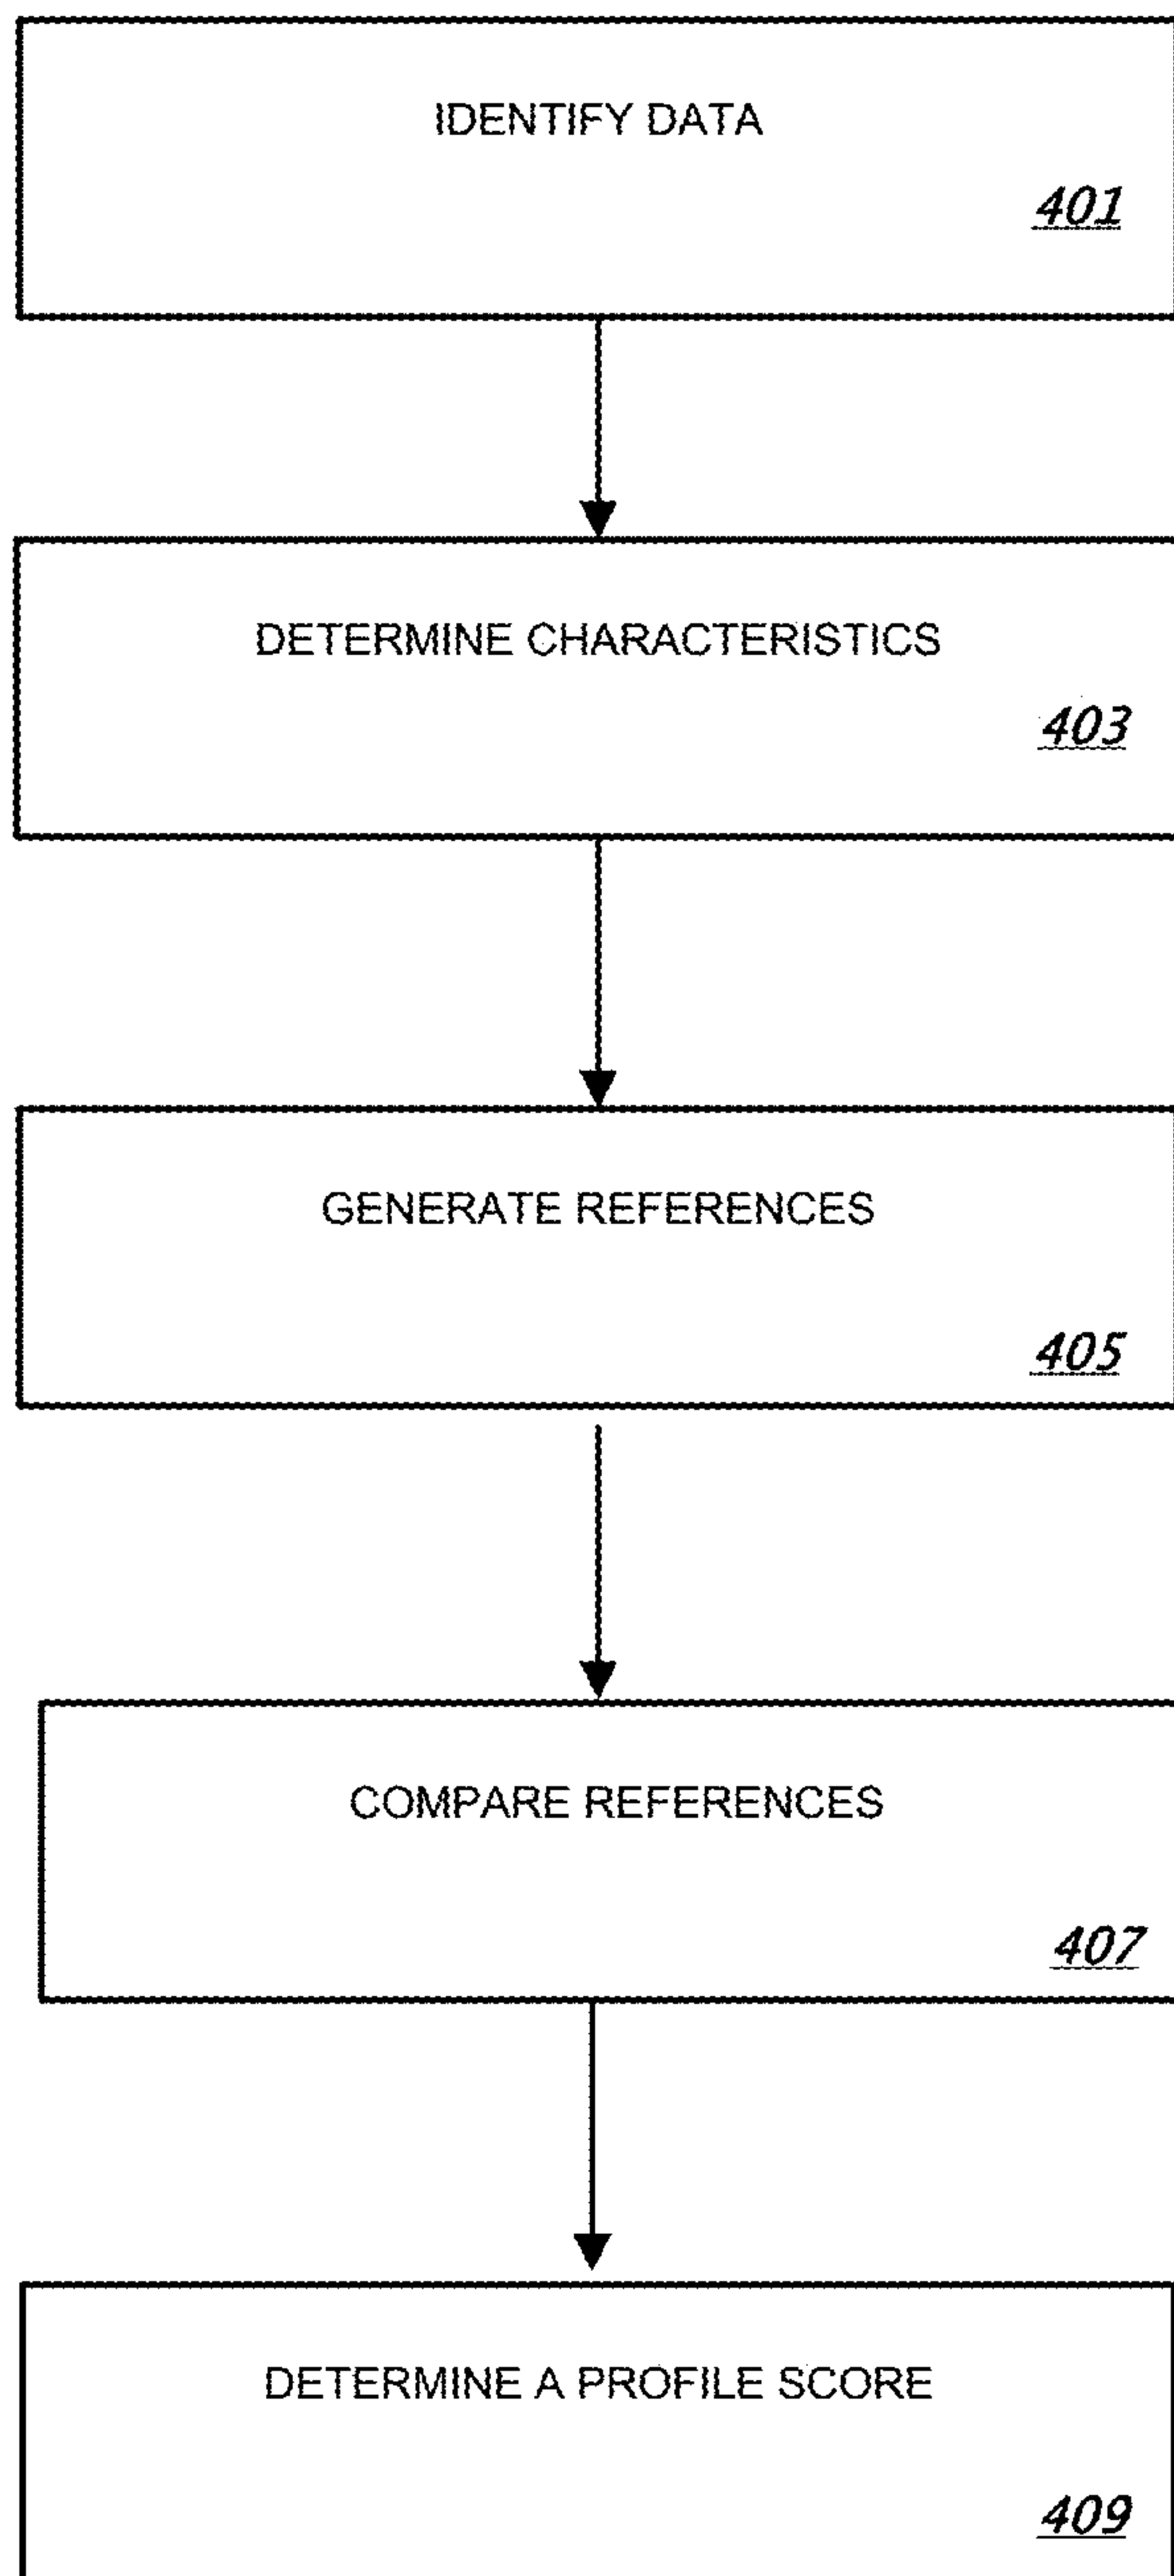 IDENTIFY DATA
401
DETERMINE CHARACTERISTICS
403
GENERATE REFERENCES
405
COMPARE REFERENCES
407
DETERMINE A PROFILE SCORE
409